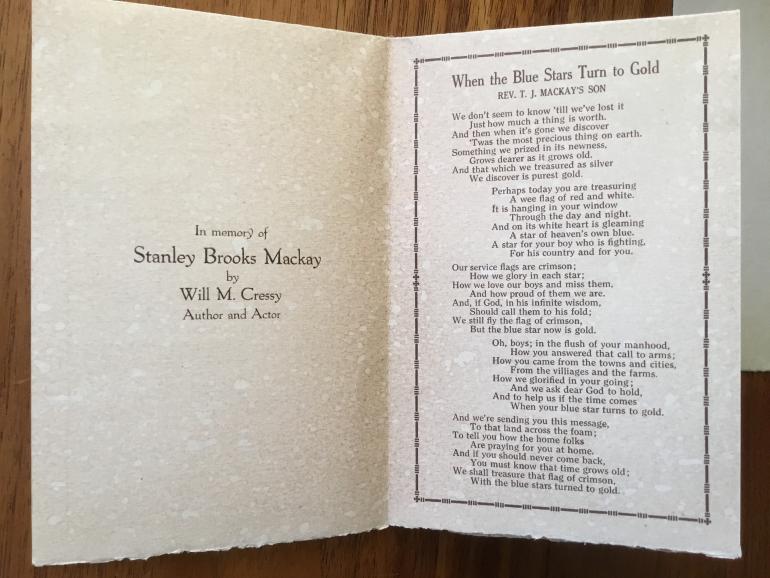 In memory of
Stanley Brooks Mackay
by
Will M. Cressy
Author and Actor
When the Blue Stars Turn to Gold
REV. T. J. MACKAY'S SON
We don't seem to know 'till we've lost it
Just how much a thing is worth.
And then when it's gone we discover
'Twas the most precious thing on earth.
Something we prized in its newness,
Grows dearer as it grows old.
And that which we treasured as silver
We discover is purest gold.
Perhaps today you are treasuring
A wee flag of red and white.
It is hanging in your window
Through the day and night.
And on its white heart is gleaming
A star of heaven's own blue.
A star for your boy who is fighting,
For his country and for you.
Our service flags are crimson;
How we glory in each star;
How we love our boys and miss them,
And how proud of them we are.
And, if God, in his infinite wisdom,
Should call them to his fold;
We still fly the flag of crimson,
But the blue star now is gold.
Oh, boys; in the flush of your manhood,
How you answered that call to arms;
How you came from the towns and cities,
From the villiages and the farms.
How we glorified in your going;
And we ask dear God to hold,
And to help us if the time comes
When your blue star turns to gold.
And we're sending you this message,
To that land across the foam;
To tell you how the home folks
Are praying for you at home.
And if you should never come back,
You must know that time grows old;
We shall treasure that flag of crimson,
With the blue stars turned to gold.